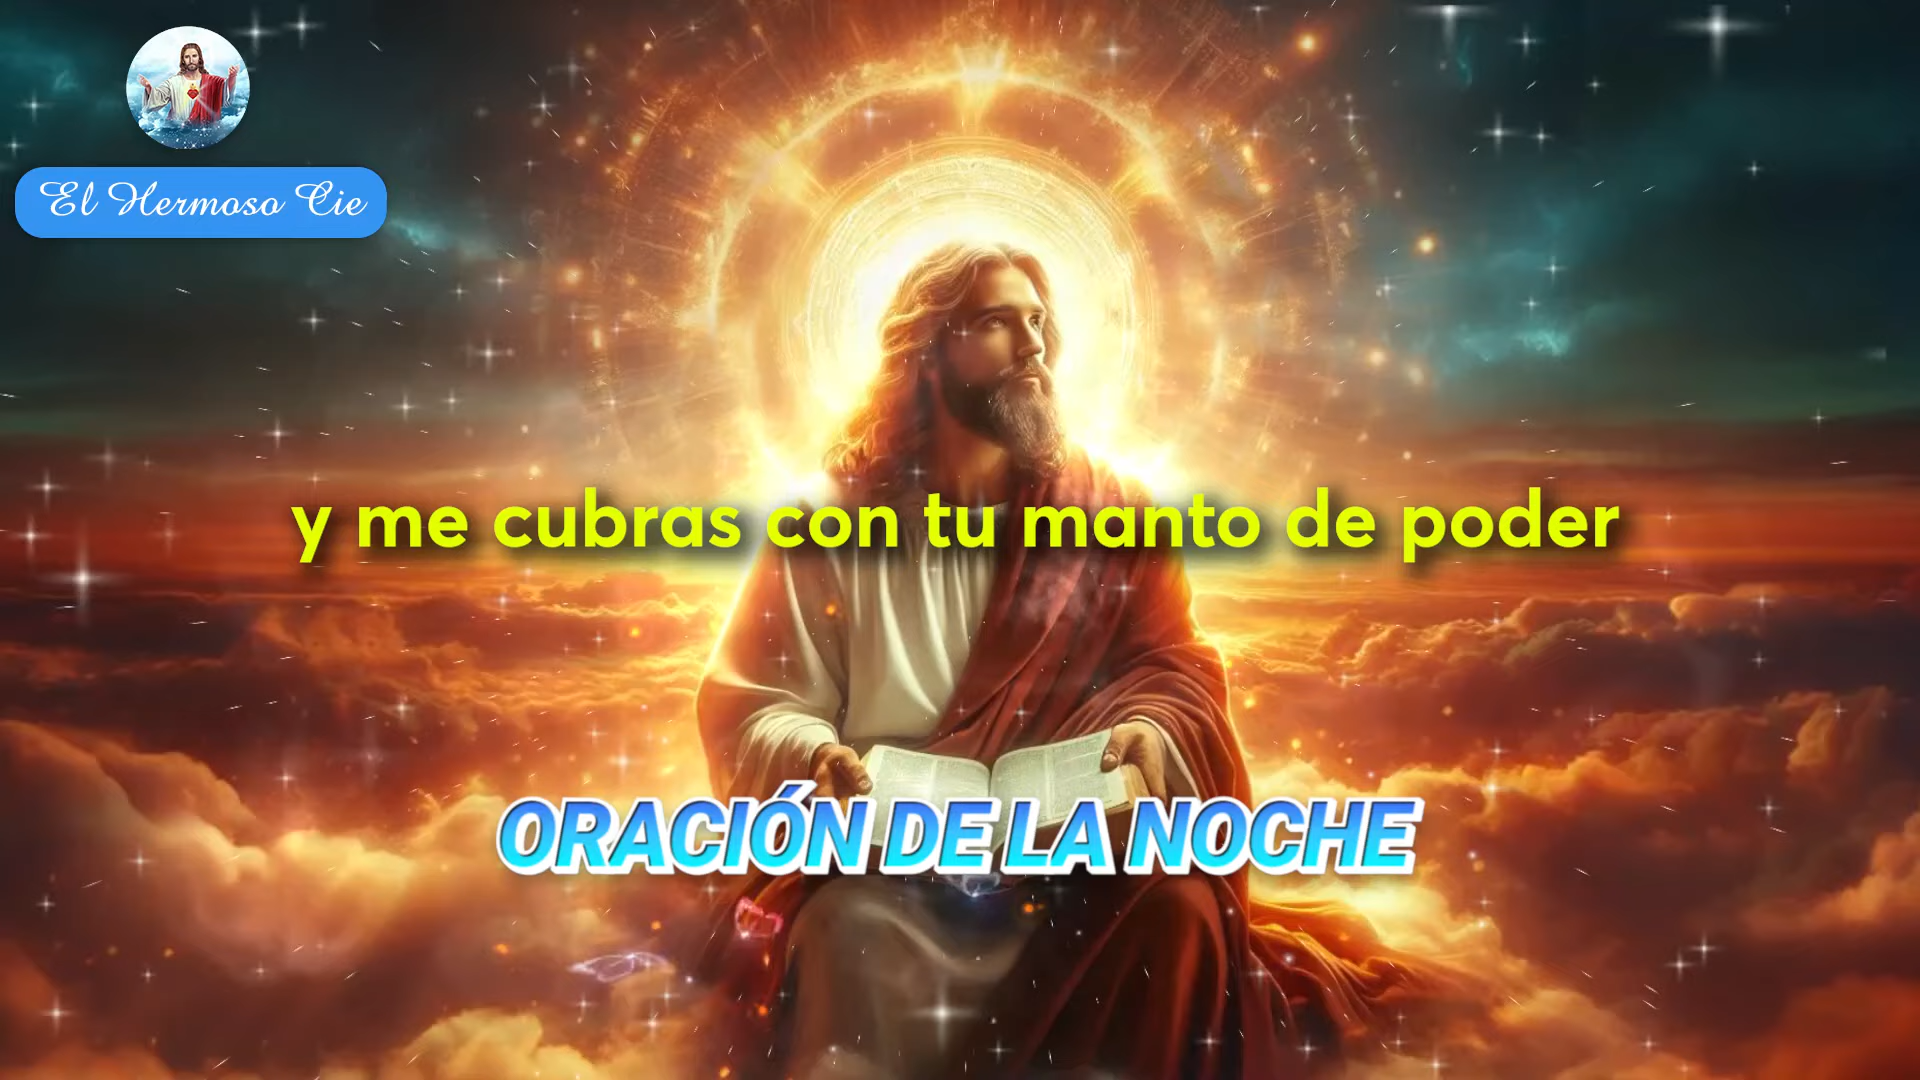 El Hermoso Cie
y me cubras con tu manto de poder
ORACIÓN DE LA NOCHE